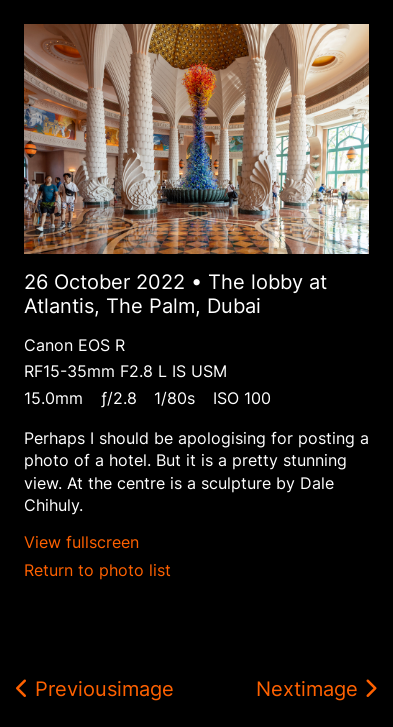 26 October 2022 • The lobby at
Atlantis, The Palm, Dubai
Canon EOS R
RF15-35mm F2.8 L IS USM
15.0mm ƒ/2.8 1/80s ISO 100
Perhaps I should be apologising for posting a
photo of a hotel. But it is a pretty stunning
view. At the centre is a sculpture by Dale
Chihuly.
View fullscreen
Return to photo list
Previousimage
Nextimage